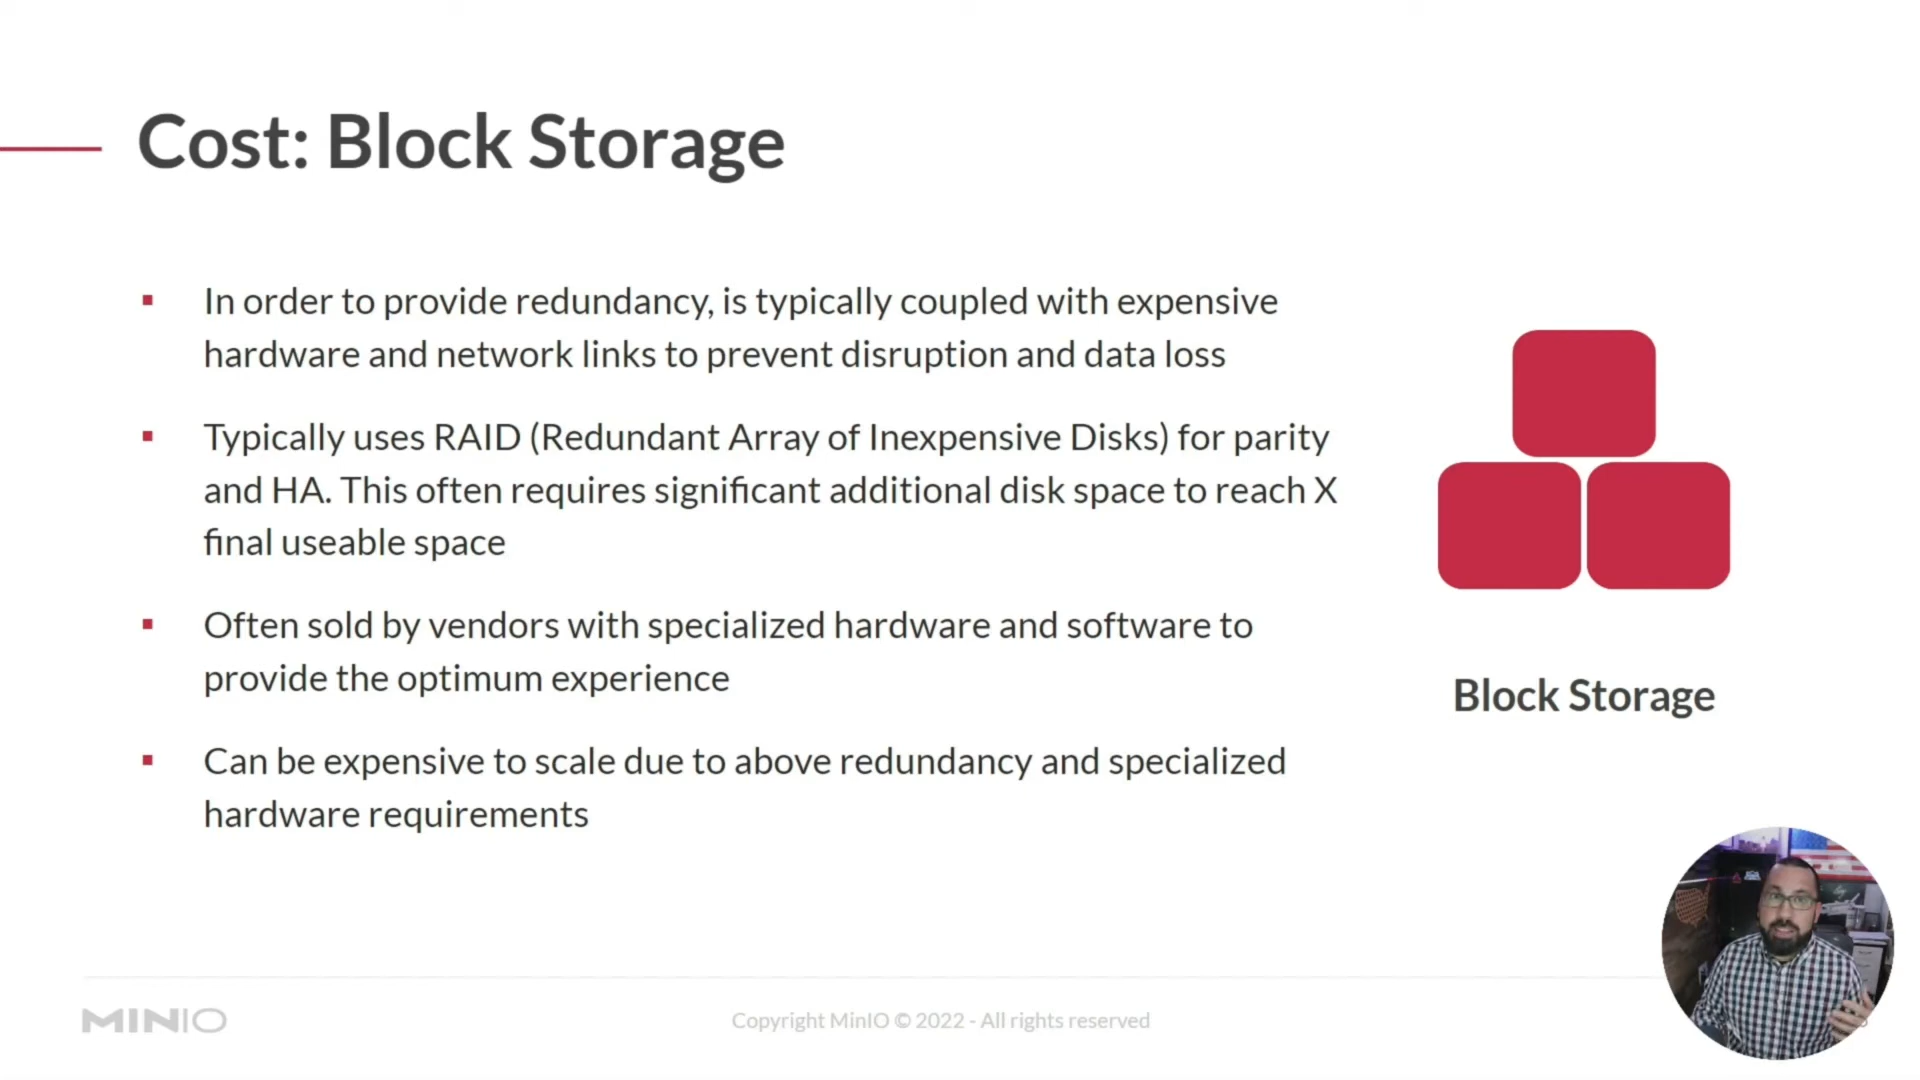 Cost: Block Storage
In order to provide redundancy, is typically coupled with expensive
hardware and network links to prevent disruption and data loss
Typically uses RAID (Redundant Array of Inexpensive Disks) for parity
and HA. This often requires significant additional disk space to reach X
final useable space
Often sold by vendors with specialized hardware and software to
provide the optimum experience
Can be expensive to scale due to above redundancy and specialized
hardware requirements
Block Storage
MINIO
Copyright MinIO © 2022 - All rights reserved